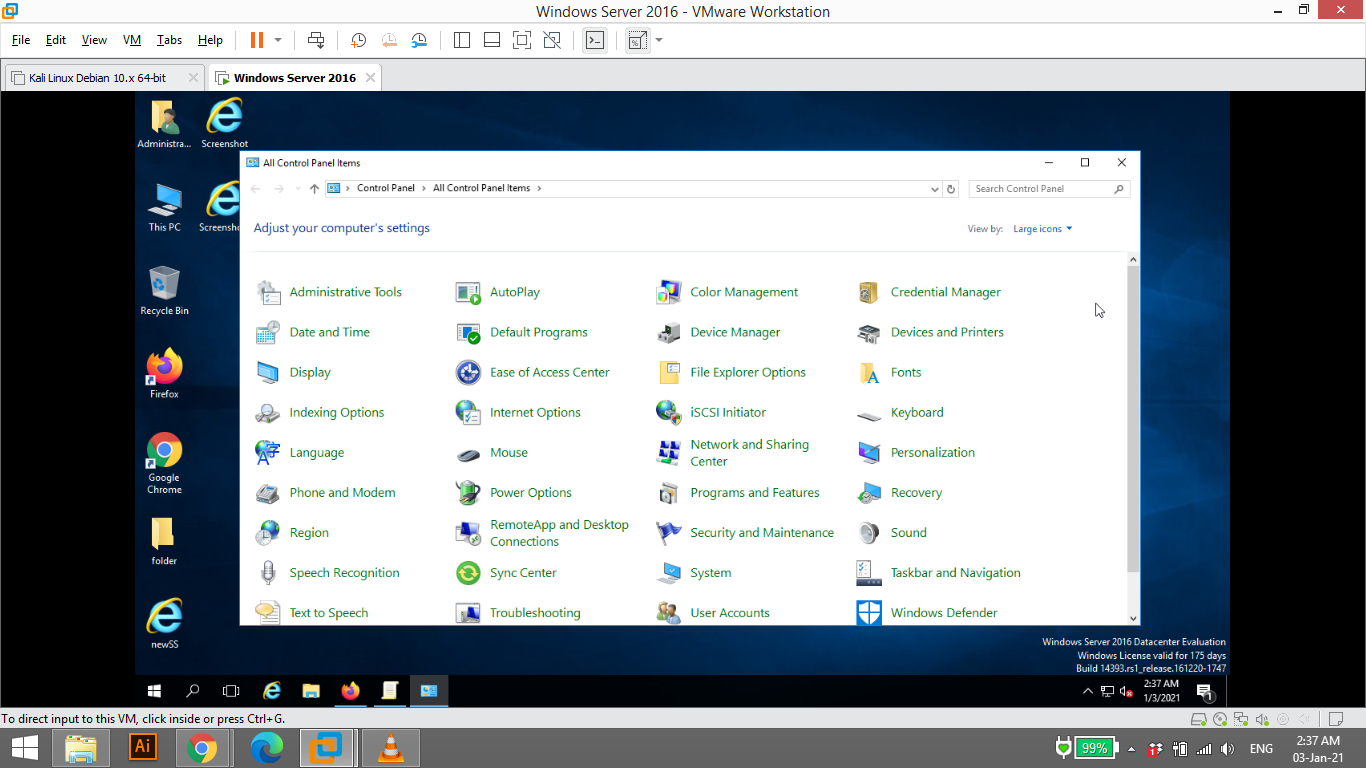 Windows Server 2016 - VMware Workstation
File Edit View VM Tabs Help
Kali Linux Debian 10.x 64-bit
Windows Server 2016
Administra...
Screenshot
All Control Panel Items
Control Panel
All Control Panel Items
Search Control Panel
This PC
Screensho
Adjust your computer's settings
View by: Large icons
Administrative Tools
AutoPlay
Color Management
Credential Manager
Recycle Bin
Date and Time
Default Programs
Device Manager
Devices and Printers
Display
Ease of Access Center
File Explorer Options
Fonts
Firefox
Indexing Options
Internet Options
iSCSI Initiator
Keyboard
Language
Mouse
Network and Sharing
Center
Personalization
Google
Chrome
Phone and Modem
Power Options
Programs and Features
Recovery
Region
RemoteApp and Desktop
Connections
Security and Maintenance
Sound
folder
Speech Recognition
Sync Center
System
Taskbar and Navigation
Text to Speech
Troubleshooting
User Accounts
Windows Defender
newSS
Windows Server 2016 Datacenter Evaluation
Windows License valid for 175 days
Build 14393.rs1_release.161220-1747
2:37 AM
1/3/2021
1
To direct input to this VM, click inside or press Ctrl+G.
Ai
99%
ENG
2:37 AM
03-Jan-21